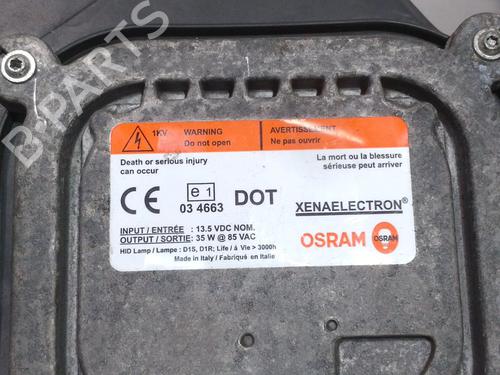 1KV WARNING
Do not open
AVERTISSEMENT
Ne pas ouvrir
Death or serious injury
can occur
La mort ou la blessure
sérieuse peut arriver
CE e1 DOT
03 4663
XENAELECTRON®
INPUT / ENTRÉE : 13.5 VDC NOM.
OUTPUT / SORTIE: 35 W @ 85 VAC
HID Lamp / Lampe : D1S, D1R; Life / à Vie > 3000h
Made in Italy / Fabriqué en Italie
OSRAM OSRAM
B-PARTS